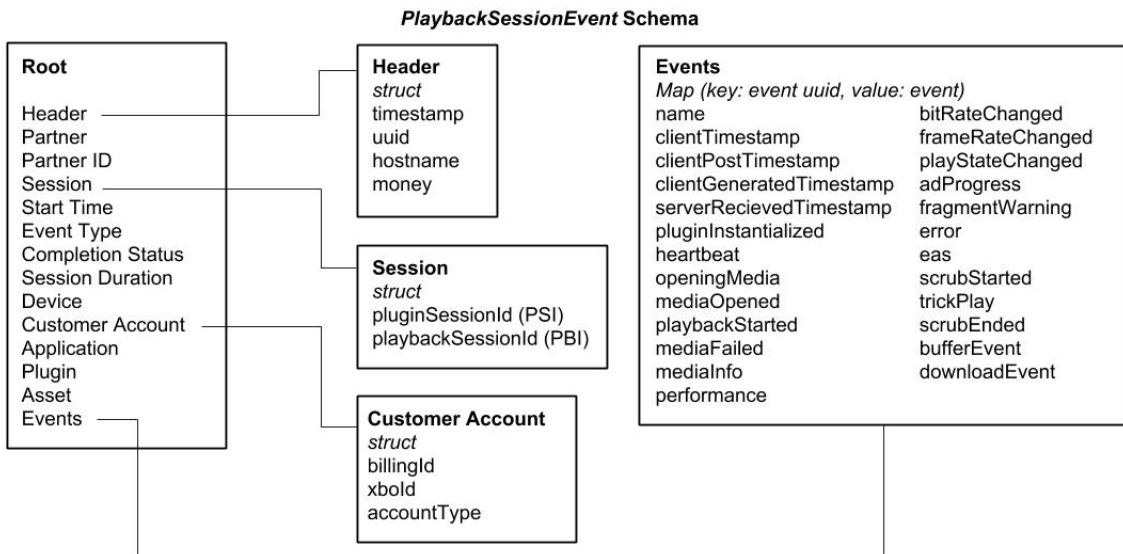 PlaybackSessionEvent Schema
Root
Header
Partner
Partner ID
Session
Start Time
Event Type
Completion Status
Session Duration
Device
Customer Account
Application
Plugin
Asset
Events
Header
struct
timestamp
uuid
hostname
money
Session
struct
pluginSessionId (PSI)
playbackSessionId (PBI)
Customer Account
struct
billingId
xboId
accountType
Events
Map (key: event uuid, value: event)
name
clientTimestamp
clientPostTimestamp
clientGeneratedTimestamp
serverRecievedTimestamp
pluginInstantialized
heartbeat
openingMedia
mediaOpened
playbackStarted
mediaFailed
mediaInfo
performance
bitRateChanged
frameRateChanged
playStateChanged
adProgress
fragmentWarning
error
eas
scrubStarted
trickPlay
scrubEnded
bufferEvent
downloadEvent